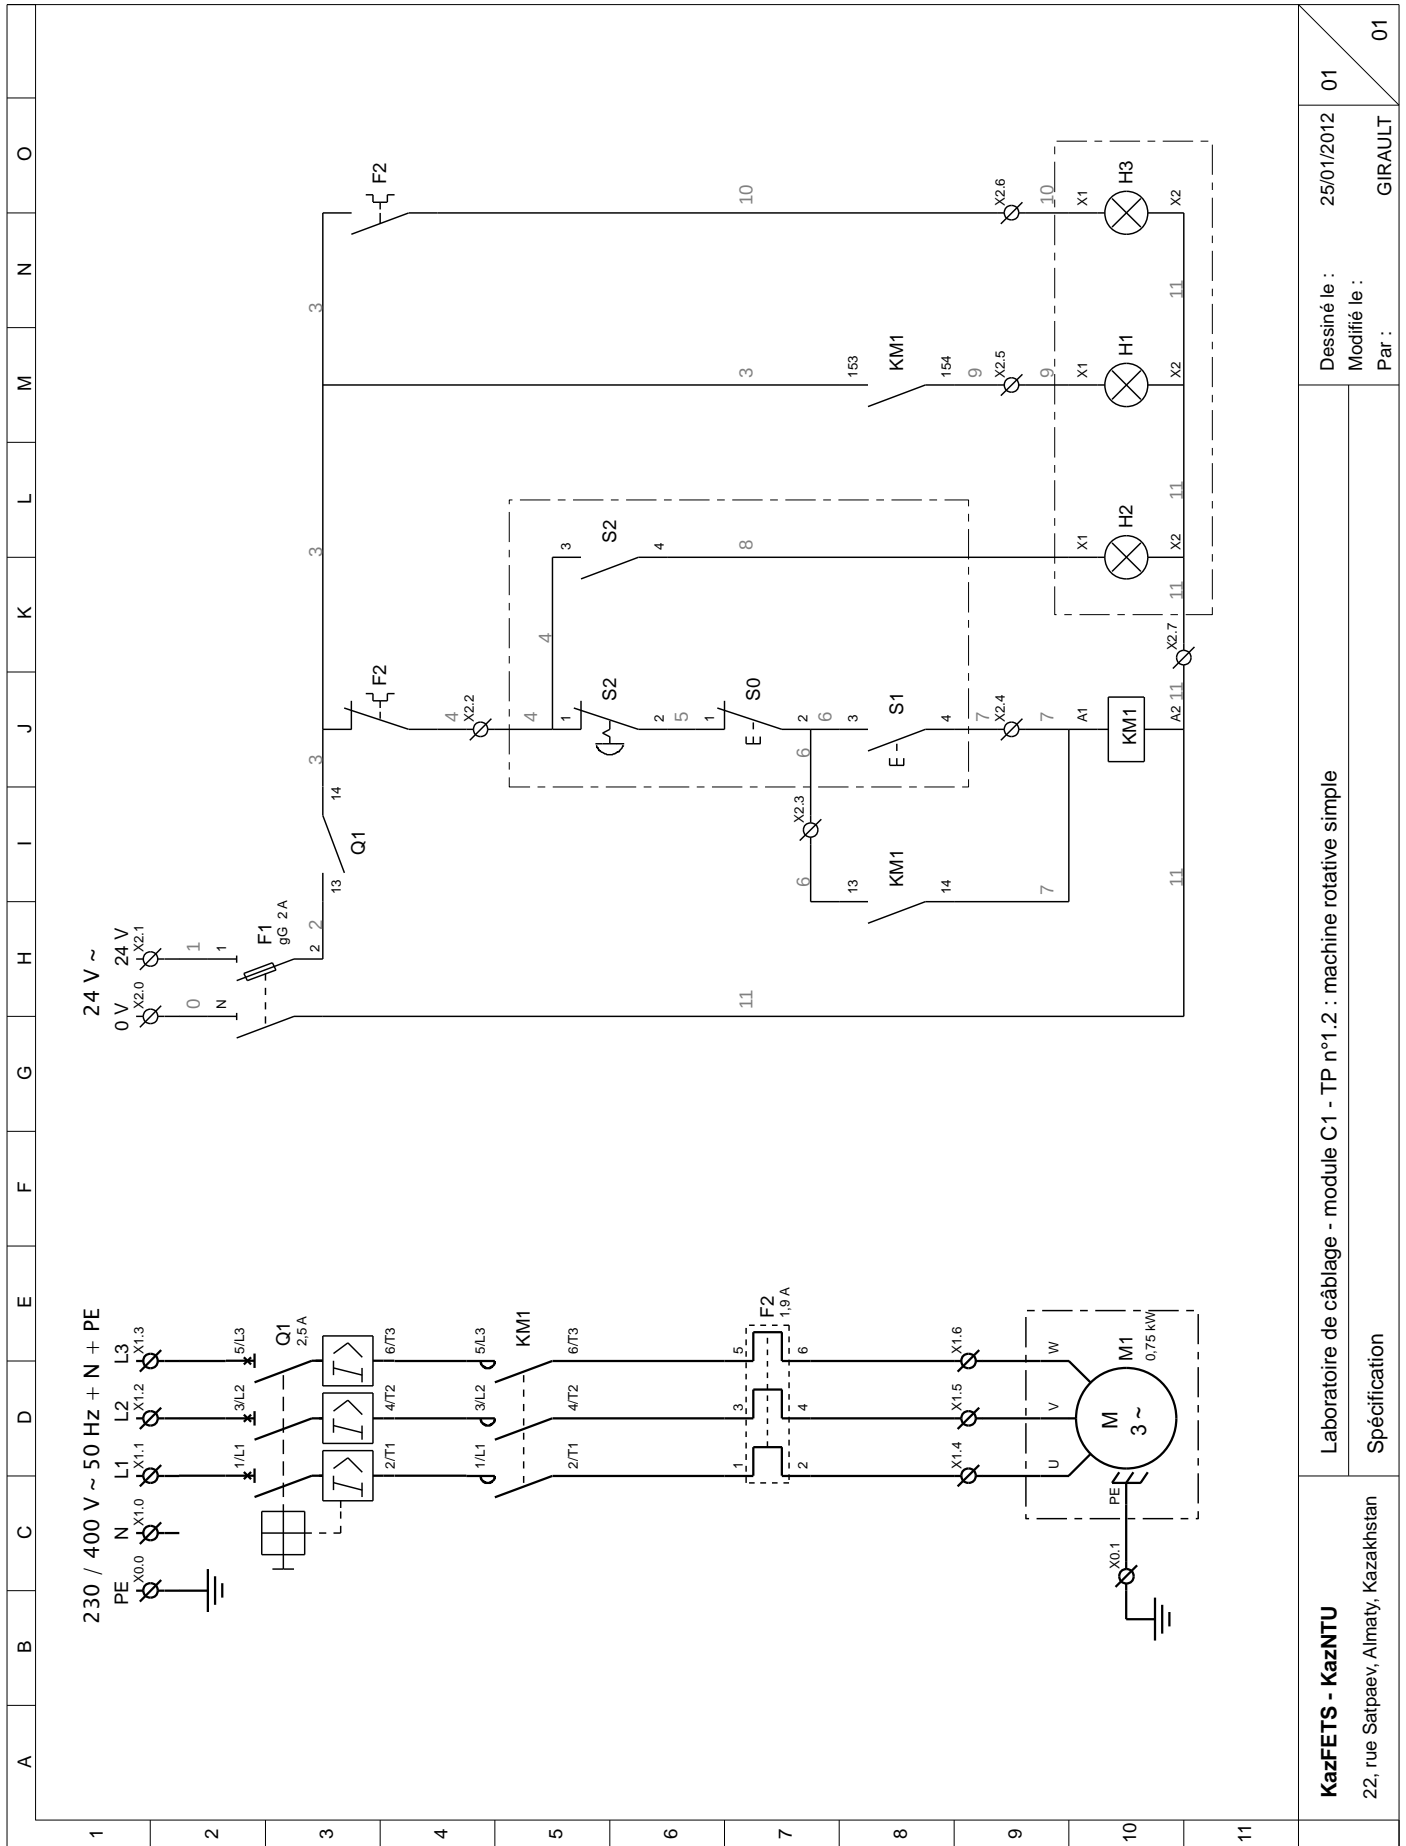 A B C D E F G H I J K L M N O
1
2
3
4
5
6
7
8
9
10
11
230 / 400 V ~ 50 Hz + N + PE
PE N L1 L2 L3
X0.0 X1.0 X1.1 X1.2 X1.3
1/L1 3/L2 5/L3
Q1
2,5 A
I> I> I>
2/T1 4/T2 6/T3
1/L1 3/L2 5/L3
KM1
2/T1 4/T2 6/T3
1 3 5
F2
1,9 A
2 4 6
X1.4 X1.5 X1.6
U V W
PE
X0.1
M
3 ~
M1
0,75 kW
24 V ~
0 V 24 V
X2.0 X2.1
0 1
N 1
F1
gG 2 A
2
2
13 14
Q1
3 3 3
F2 F2
4
X2.2
4
4
1
S2
2
3
S2
4
5
1
S0
2
8
3
10
11
6
6
X2.3
6
3
S1
4
13
KM1
14
153
KM1
154
7
X2.4
7
7
9
X2.5
9
X2.6
10
A1
KM1
A2
X1
H2
X2
X1
H1
X2
X1
H3
X2
11
11
X2.7
11
11
11
KazFETS - KazNTU
22, rue Satpaev, Almaty, Kazakhstan
Laboratoire de câblage - module C1 - TP n°1.2 : machine rotative simple
Spécification
Dessiné le : 25/01/2012
Modifié le :
Par : GIRAULT
01
01